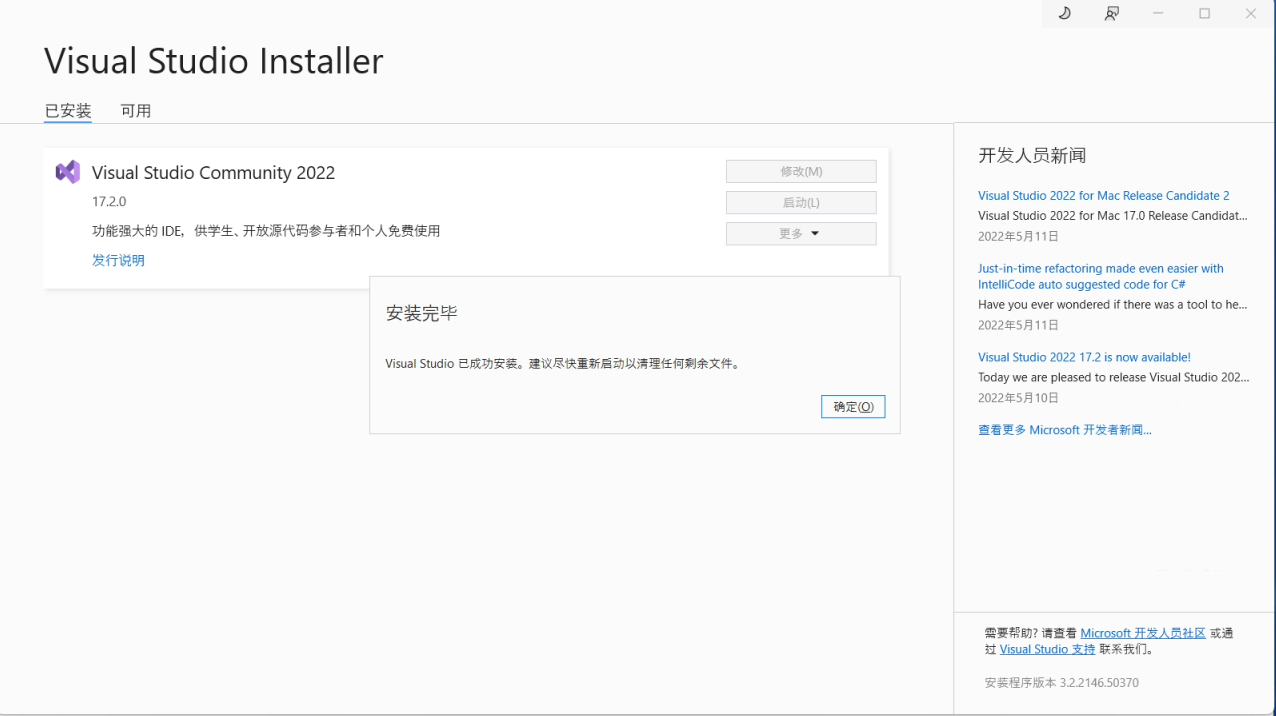 Visual Studio Installer
已安装
可用
Visual Studio Community 2022
17.2.0
功能强大的 IDE, 供学生、开放源代码参与者和个人免费使用
发行说明
修改(M)
启动(L)
更多
安装完毕
Visual Studio 已成功安装。建议尽快重新启动以清理任何剩余文件。
确定(O)
开发人员新闻
Visual Studio 2022 for Mac Release Candidate 2
Visual Studio 2022 for Mac 17.0 Release Candidat...
2022年5月11日
Just-in-time refactoring made even easier with
IntelliCode auto suggested code for C#
Have you ever wondered if there was a tool to he...
2022年5月11日
Visual Studio 2022 17.2 is now available!
Today we are pleased to release Visual Studio 202...
2022年5月10日
查看更多 Microsoft 开发者新闻...
需要帮助? 请查看 Microsoft 开发人员社区 或通
过 Visual Studio 支持 联系我们。
安装程序版本 3.2.2146.50370